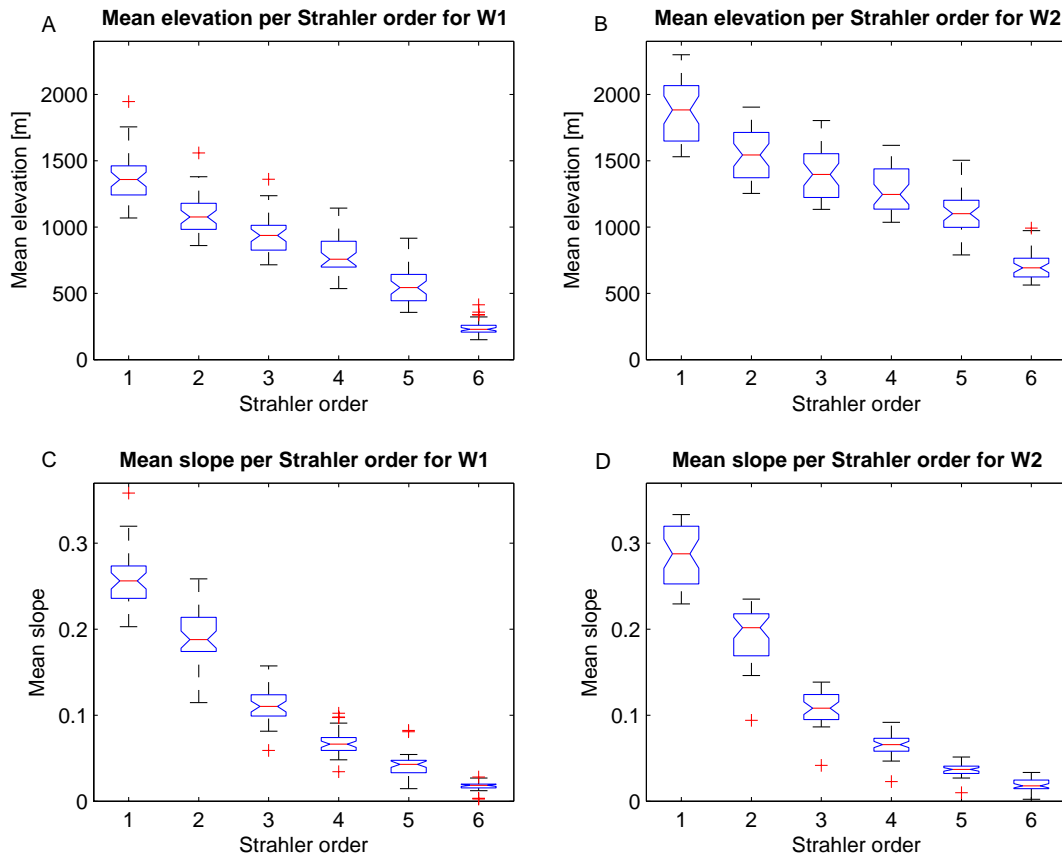 A
Mean elevation per Strahler order for W1
Mean elevation [m]
2000
1500
1000
500
0
1 2 3 4 5 6
Strahler order
B
Mean elevation per Strahler order for W2
Mean elevation [m]
2000
1500
1000
500
0
1 2 3 4 5 6
Strahler order
C
Mean slope per Strahler order for W1
Mean slope
0.3
0.2
0.1
0
1 2 3 4 5 6
Strahler order
D
Mean slope per Strahler order for W2
Mean slope
0.3
0.2
0.1
0
1 2 3 4 5 6
Strahler order